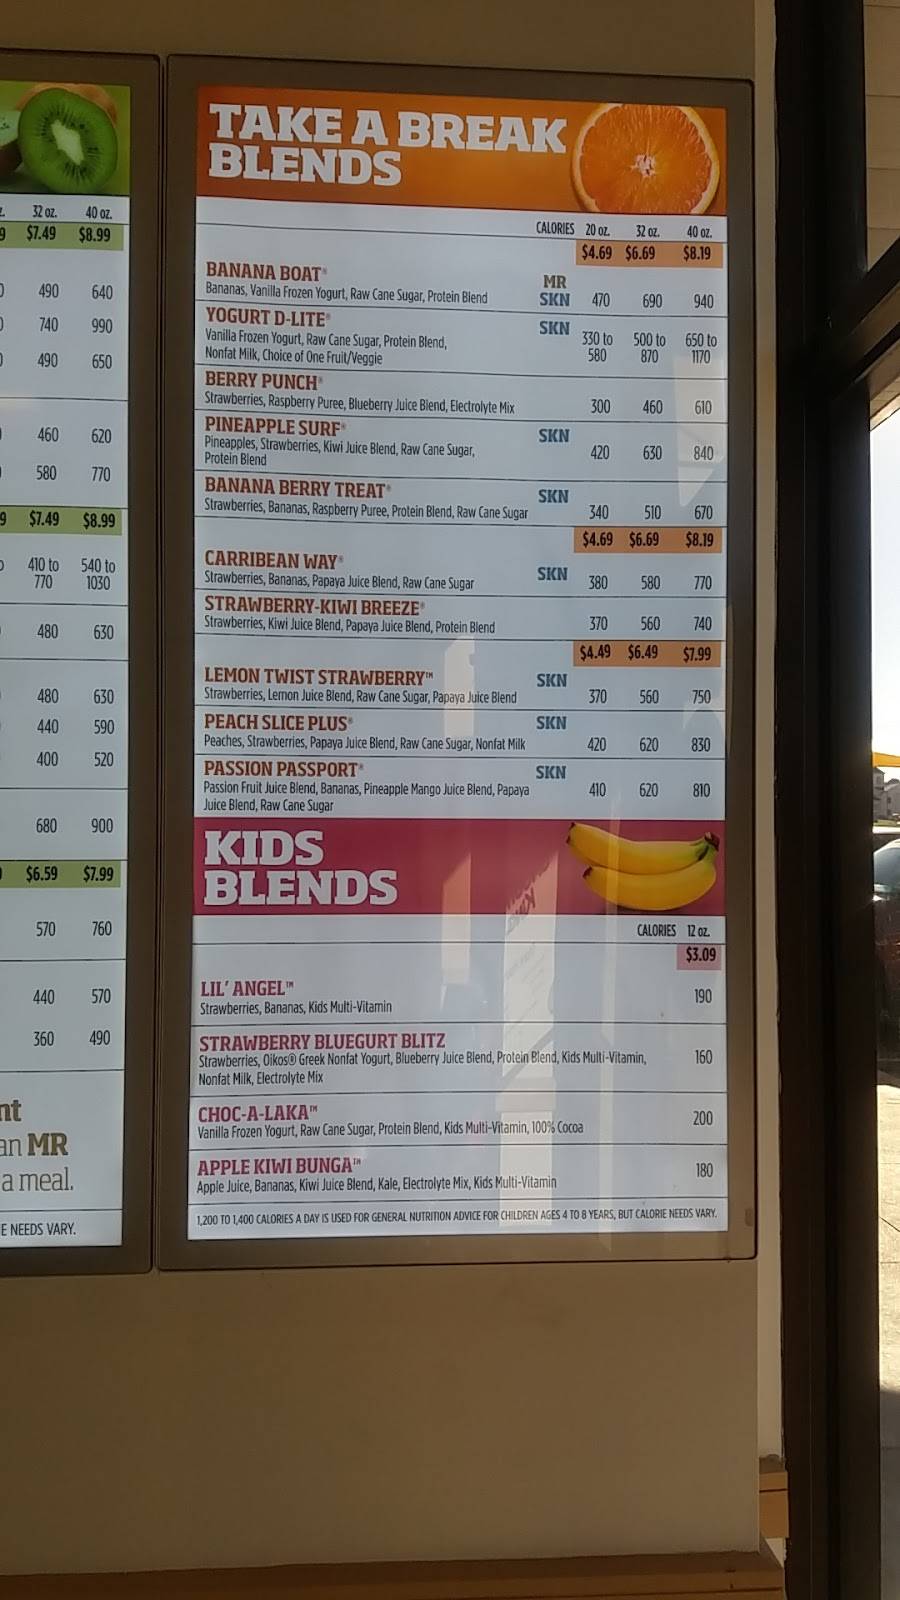 32 oz. 40 oz.
$7.49 $8.99
490 640
740 990
490 650
460 620
580 770
$7.49 $8.99
410 to 540 to
770 1030
480 630
480 630
440 590
400 520
680 900
$6.59 $7.99
570 760
440 570
360 490
an MR
a meal.
E NEEDS VARY.
TAKE A BREAK
BLENDS
CALORIES 20 oz. 32 oz. 40 oz.
$4.69 $6.69 $8.19
BANANA BOAT® MR
Bananas, Vanilla Frozen Yogurt, Raw Cane Sugar, Protein Blend SKN 470 690 940
YOGURT D-LITE® SKN
Vanilla Frozen Yogurt, Raw Cane Sugar, Protein Blend, 330 to 500 to 650 to
Nonfat Milk, Choice of One Fruit/Veggie 580 870 1170
BERRY PUNCH®
Strawberries, Raspberry Puree, Blueberry Juice Blend, Electrolyte Mix 300 460 610
PINEAPPLE SURF® SKN
Pineapples, Strawberries, Kiwi Juice Blend, Raw Cane Sugar, 420 630 840
Protein Blend
BANANA BERRY TREAT® SKN
Strawberries, Bananas, Raspberry Puree, Protein Blend, Raw Cane Sugar 340 510 670
$4.69 $6.69 $8.19
CARRIBEAN WAY® SKN
Strawberries, Bananas, Papaya Juice Blend, Raw Cane Sugar 380 580 770
STRAWBERRY-KIWI BREEZE®
Strawberries, Kiwi Juice Blend, Papaya Juice Blend, Protein Blend 370 560 740
$4.49 $6.49 $7.99
LEMON TWIST STRAWBERRY™ SKN
Strawberries, Lemon Juice Blend, Raw Cane Sugar, Papaya Juice Blend 370 560 750
PEACH SLICE PLUS® SKN
Peaches, Strawberries, Papaya Juice Blend, Raw Cane Sugar, Nonfat Milk 420 620 830
PASSION PASSPORT® SKN
Passion Fruit Juice Blend, Bananas, Pineapple Mango Juice Blend, Papaya 410 620 810
Juice Blend, Raw Cane Sugar
KIDS
BLENDS
CALORIES 12 oz.
$3.09
LIL' ANGEL™ 190
Strawberries, Bananas, Kids Multi-Vitamin
STRAWBERRY BLUEGURT BLITZ
Strawberries, Oikos® Greek Nonfat Yogurt, Blueberry Juice Blend, Protein Blend, Kids Multi-Vitamin, 160
Nonfat Milk, Electrolyte Mix
CHOC-A-LAKA™ 200
Vanilla Frozen Yogurt, Raw Cane Sugar, Protein Blend, Kids Multi-Vitamin, 100% Cocoa
APPLE KIWI BUNGA™ 180
Apple Juice, Bananas, Kiwi Juice Blend, Kale, Electrolyte Mix, Kids Multi-Vitamin
1,200 TO 1,400 CALORIES A DAY IS USED FOR GENERAL NUTRITION ADVICE FOR CHILDREN AGES 4 TO 8 YEARS, BUT CALORIE NEEDS VARY.